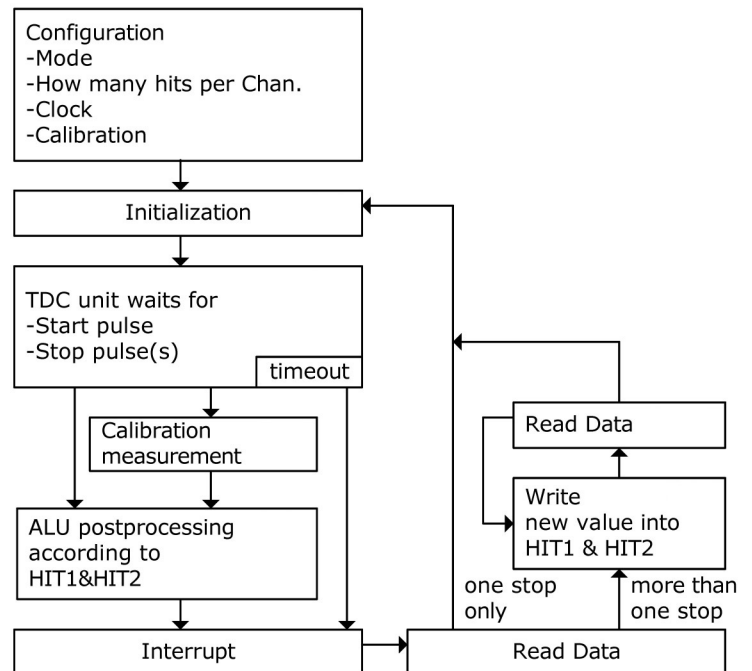 Configuration
-Mode
-How many hits per Chan.
-Clock
-Calibration
Initialization
TDC unit waits for
-Start pulse
-Stop pulse(s)
timeout
Calibration
measurement
ALU postprocessing
according to
HIT1&HIT2
Interrupt
Read Data
Write
new value into
HIT1 & HIT2
one stop
only
more than
one stop
Read Data